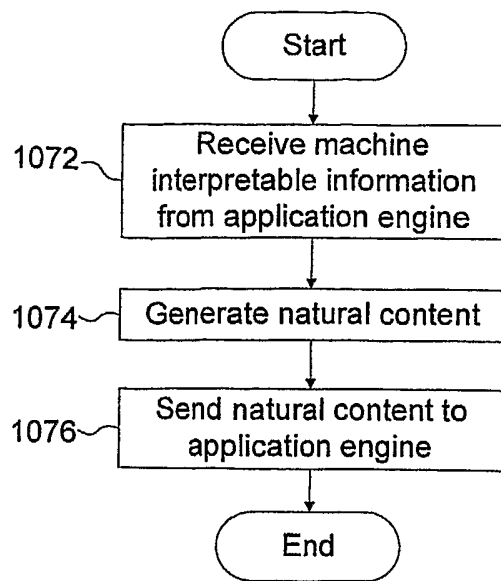 Start
1072
Receive machine
interpretable information
from application engine
1074
Generate natural content
1076
Send natural content to
application engine
End